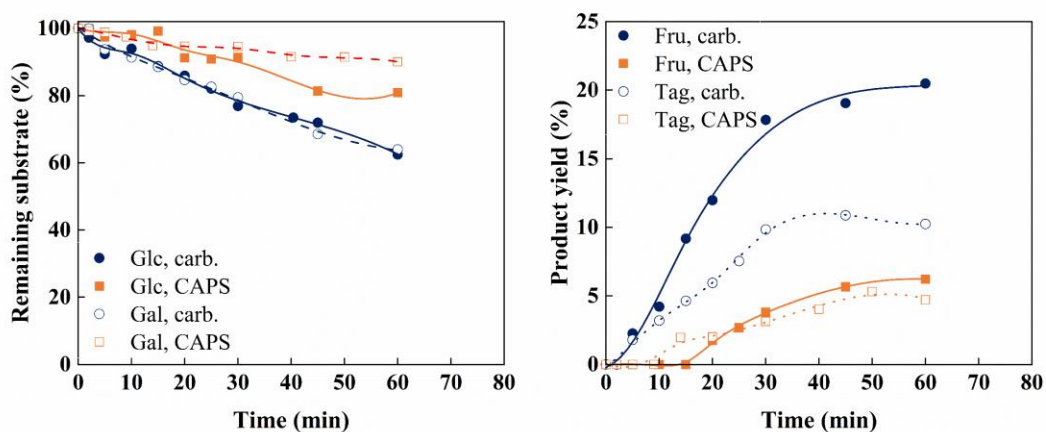 Remaining substrate (%)
100
80
60
40
20
0
Glc, carb.
Glc, CAPS
Gal, carb.
Gal, CAPS
0 10 20 30 40 50 60 70 80
Time (min)
Product yield (%)
25
20
15
10
5
0
Fru, carb.
Fru, CAPS
Tag, carb.
Tag, CAPS
0 10 20 30 40 50 60 70 80
Time (min)